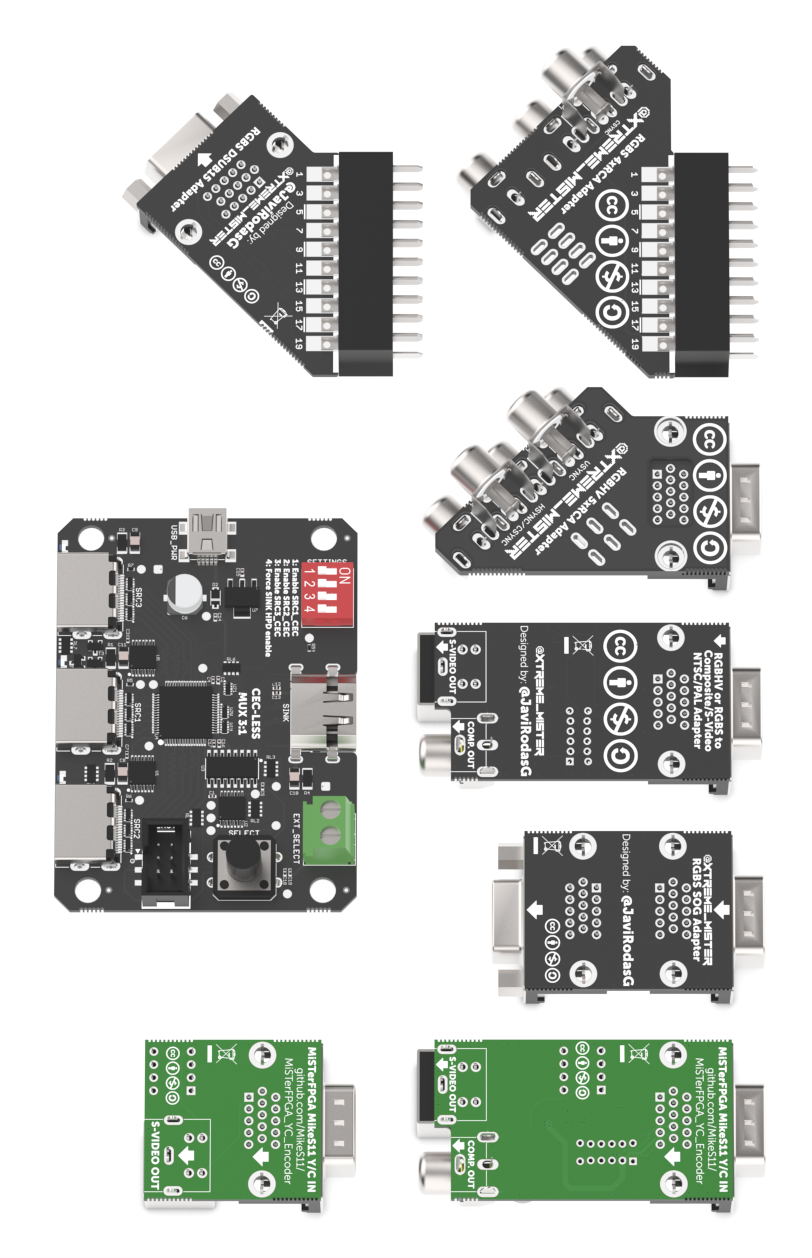 RGBS DSUB15 Adapter
Designed by:
@JaviRodasG
@XTREME_MISTER
1
3
5
7
9
11
13
15
17
19
@XTREME_MISTER
RGBS 4xRCA Adapter
CSYNC
1
3
5
7
9
11
13
15
17
19
@XTREME_MISTER
RGBHV 5xRCA Adapter
VSYNC
HSYNC/CSYNC
USB_PWR
SETTINGS
ON
1 2 3 4
1: Enable SRC1_CEC
2: Enable SRC2_CEC
3: Enable SRC3_CEC
4: Force SINK HPD enable
SRC3
SRC1
SRC2
SINK
CEC-LESS
MUX 3:1
SELECT
EXT_SELECT
RGBHV or RGBS to
Composite/S-Video
NTSC/PAL Adapter
@XTREME_MISTER
Designed by: @JaviRodasG
S-VIDEO OUT
COMP. OUT
@XTREME_MISTER
RGBS SOG Adapter
Designed by: @JaviRodasG
MiSTerFPGA MikeS11 Y/C IN
github.com/MikeS11/
MiSTerFPGA_YC_Encoder
S-VIDEO OUT
MiSTerFPGA MikeS11 Y/C IN
github.com/MikeS11/
MiSTerFPGA_YC_Encoder
S-VIDEO OUT
COMP. OUT